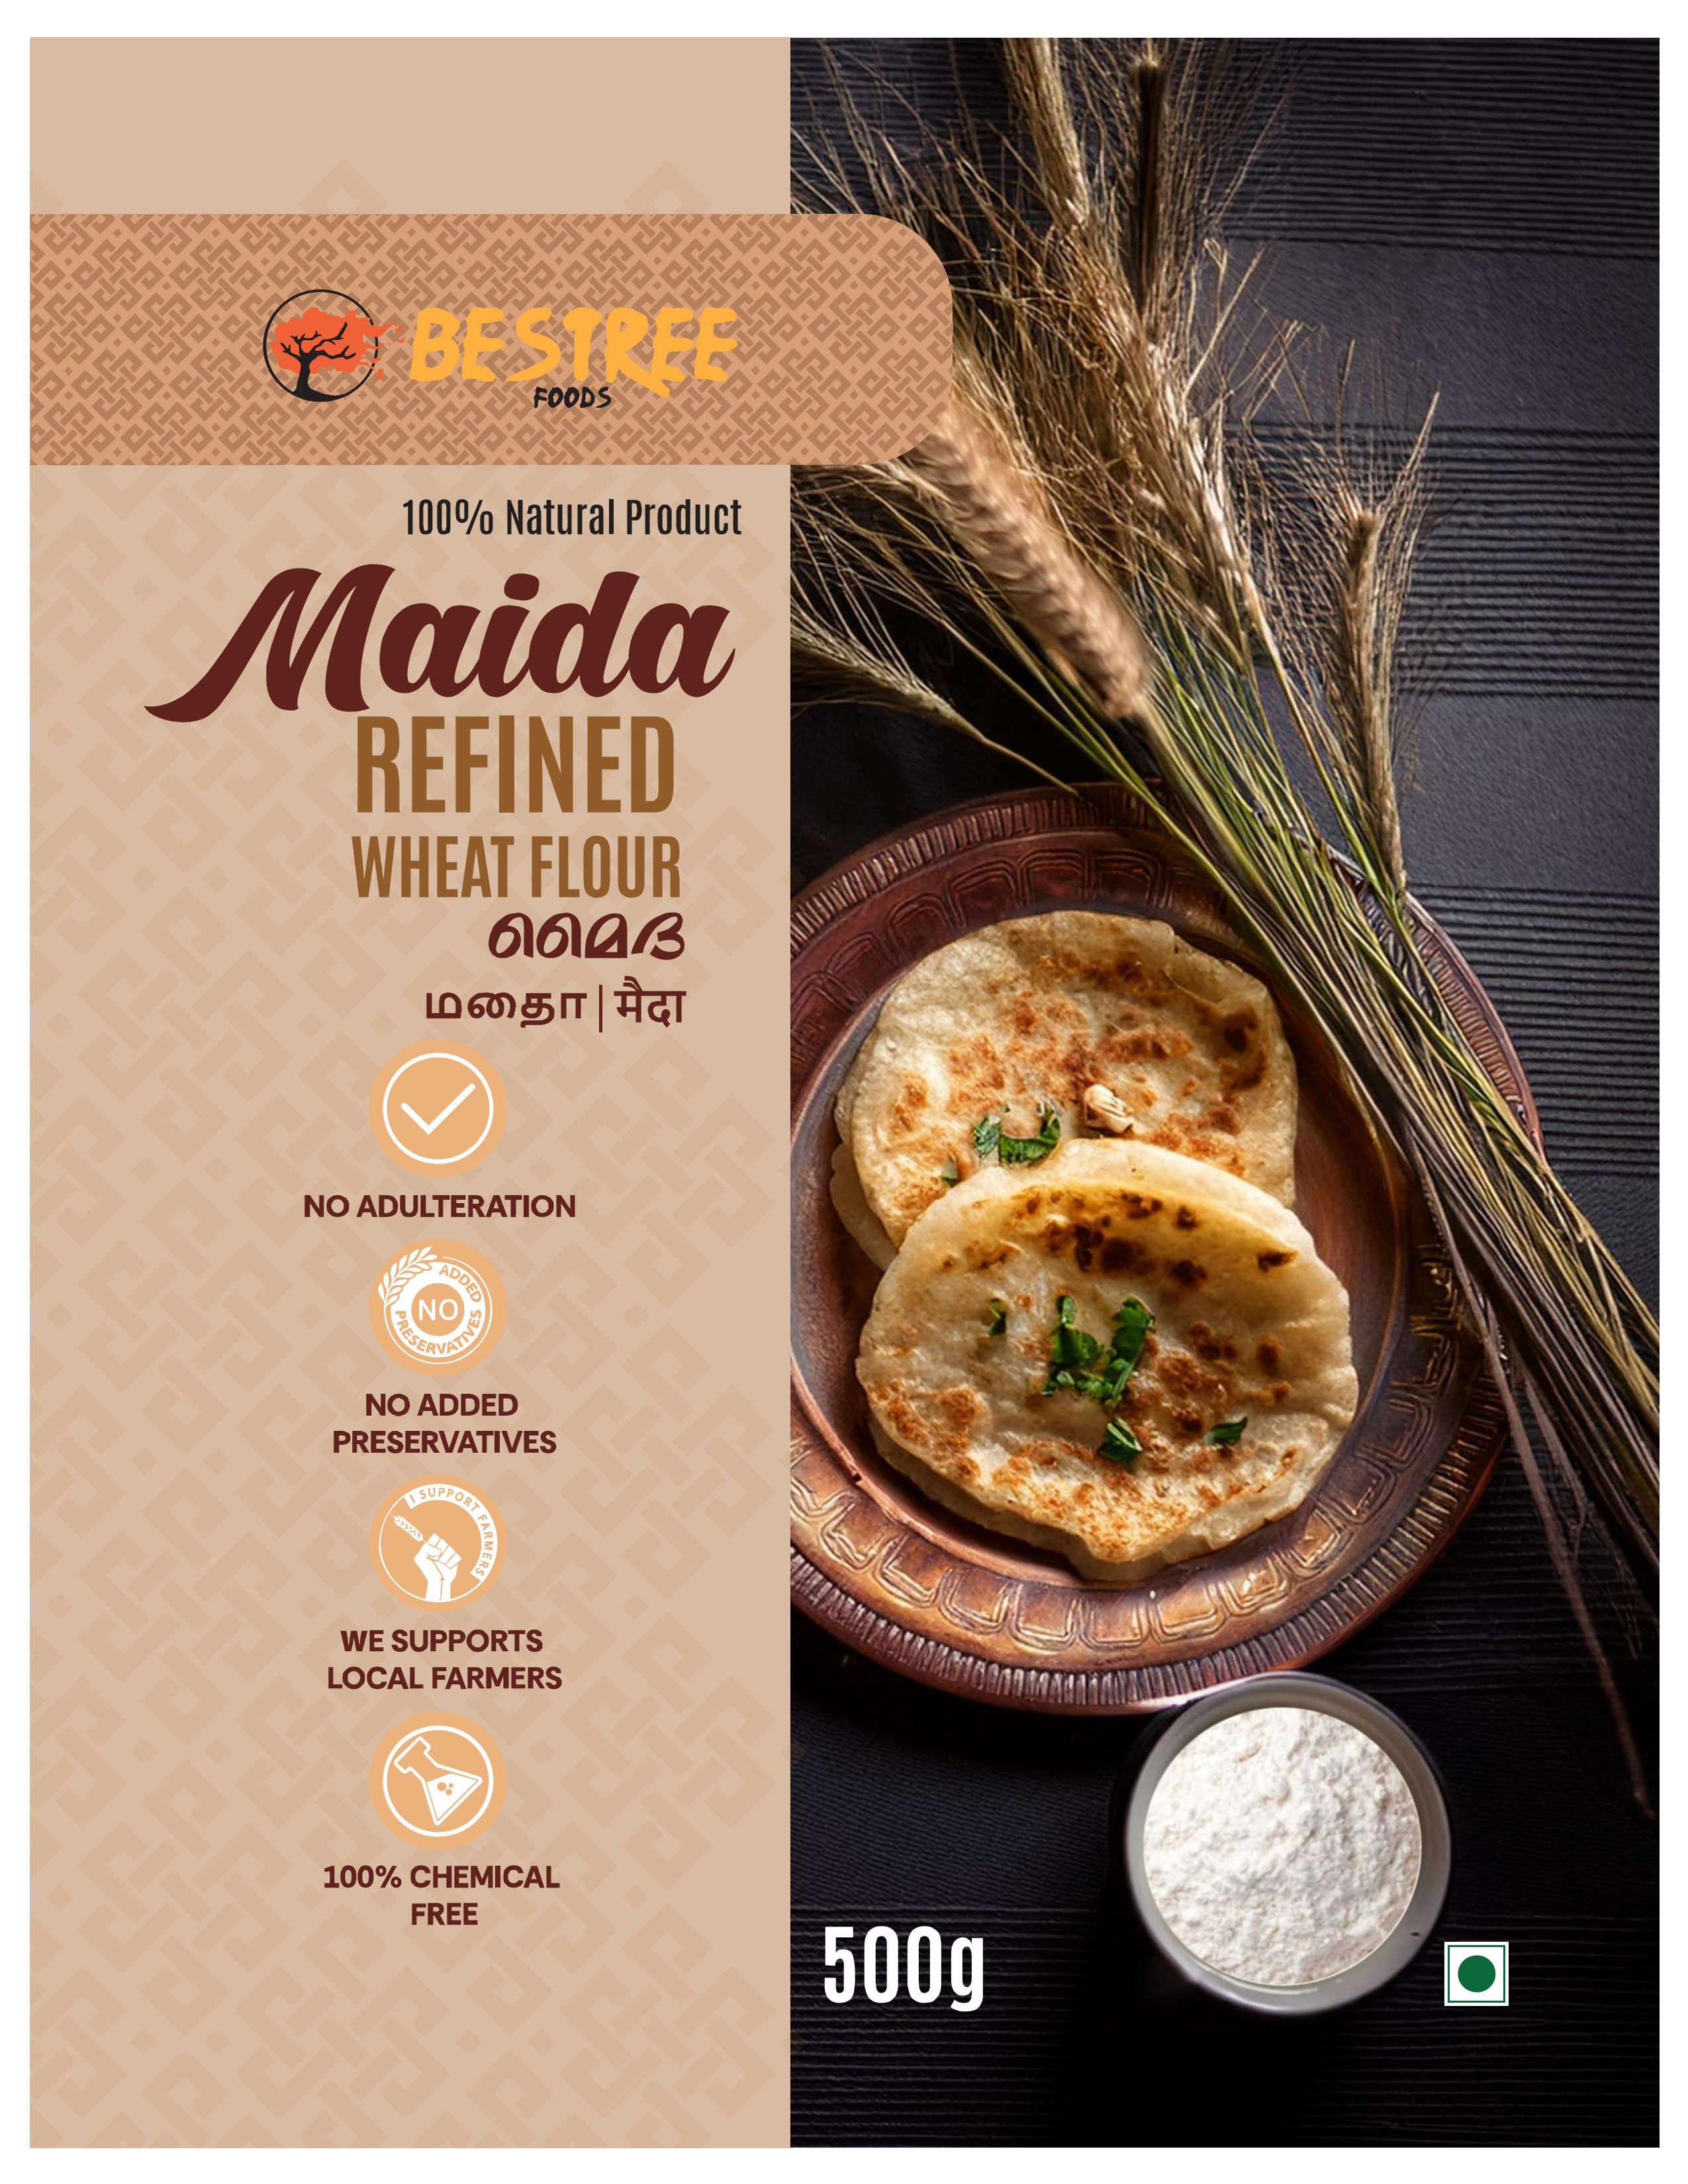 BESTREE
FOODS
100% Natural Product
Maida
REFINED
WHEAT FLOUR
മൈദ
மதைா | मैदा
NO ADULTERATION
ADDED
NO
PRESERVATIVES
NO ADDED
PRESERVATIVES
I SUPPORT FARMERS
WE SUPPORTS
LOCAL FARMERS
100% CHEMICAL
FREE
500g